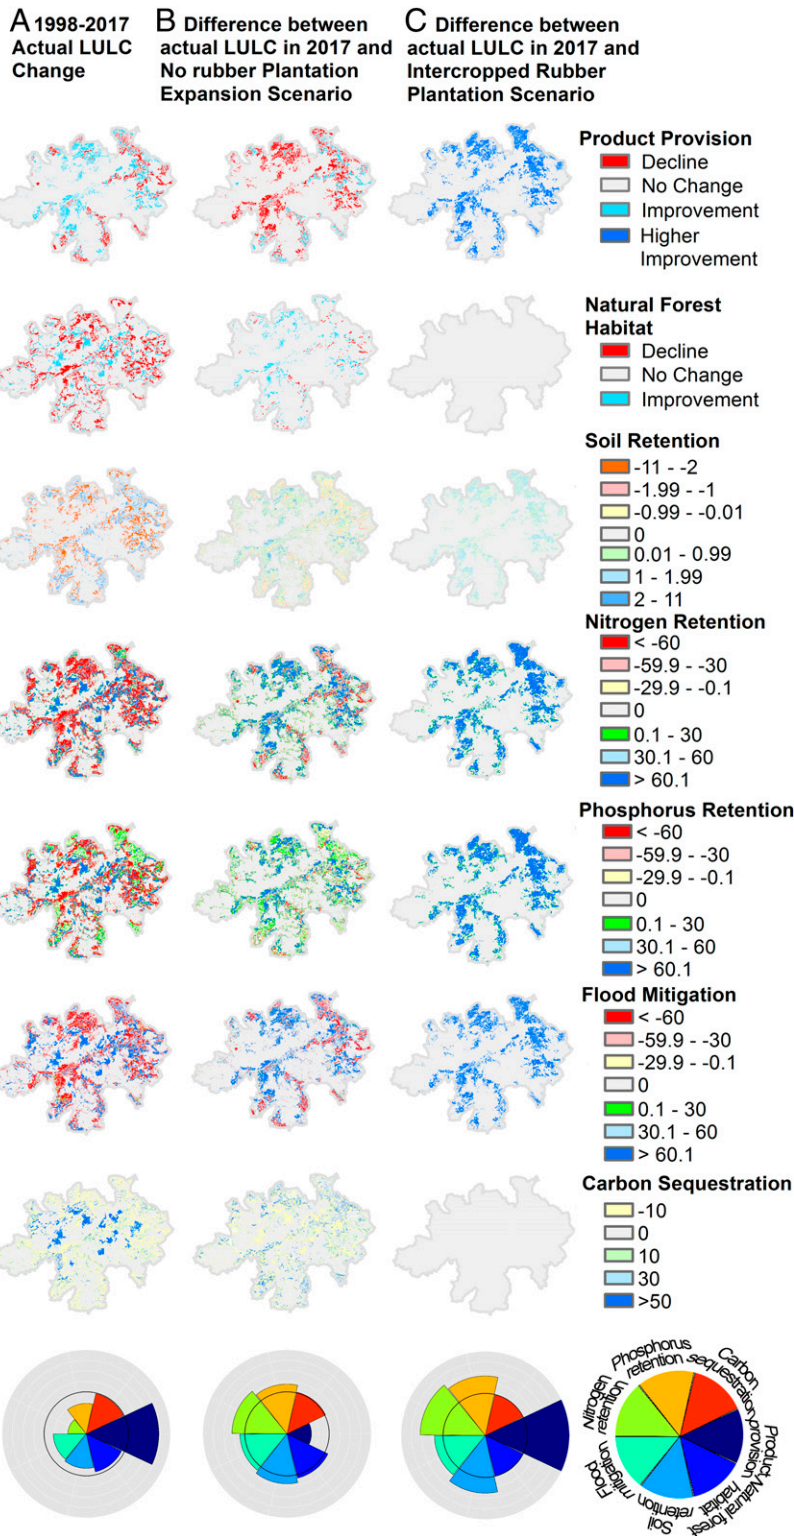 A 1998-2017
Actual LULC
Change
B Difference between
actual LULC in 2017 and
No rubber Plantation
Expansion Scenario
C Difference between
actual LULC in 2017 and
Intercropped Rubber
Plantation Scenario
Product Provision
Decline
No Change
Improvement
Higher
Improvement
Natural Forest
Habitat
Decline
No Change
Improvement
Soil Retention
-11 - -2
-1.99 - -1
-0.99 - -0.01
0
0.01 - 0.99
1 - 1.99
2 - 11
Nitrogen Retention
< -60
-59.9 - -30
-29.9 - -0.1
0
0.1 - 30
30.1 - 60
> 60.1
Phosphorus Retention
< -60
-59.9 - -30
-29.9 - -0.1
0
0.1 - 30
30.1 - 60
> 60.1
Flood Mitigation
< -60
-59.9 - -30
-29.9 - -0.1
0
0.1 - 30
30.1 - 60
> 60.1
Carbon Sequestration
-10
0
10
30
>50
Phosphorus
retention
Carbon
sequestration
Product
provision
Natural forest
habitat
Soil
retention
Flood
mitigation
Nitrogen
retention